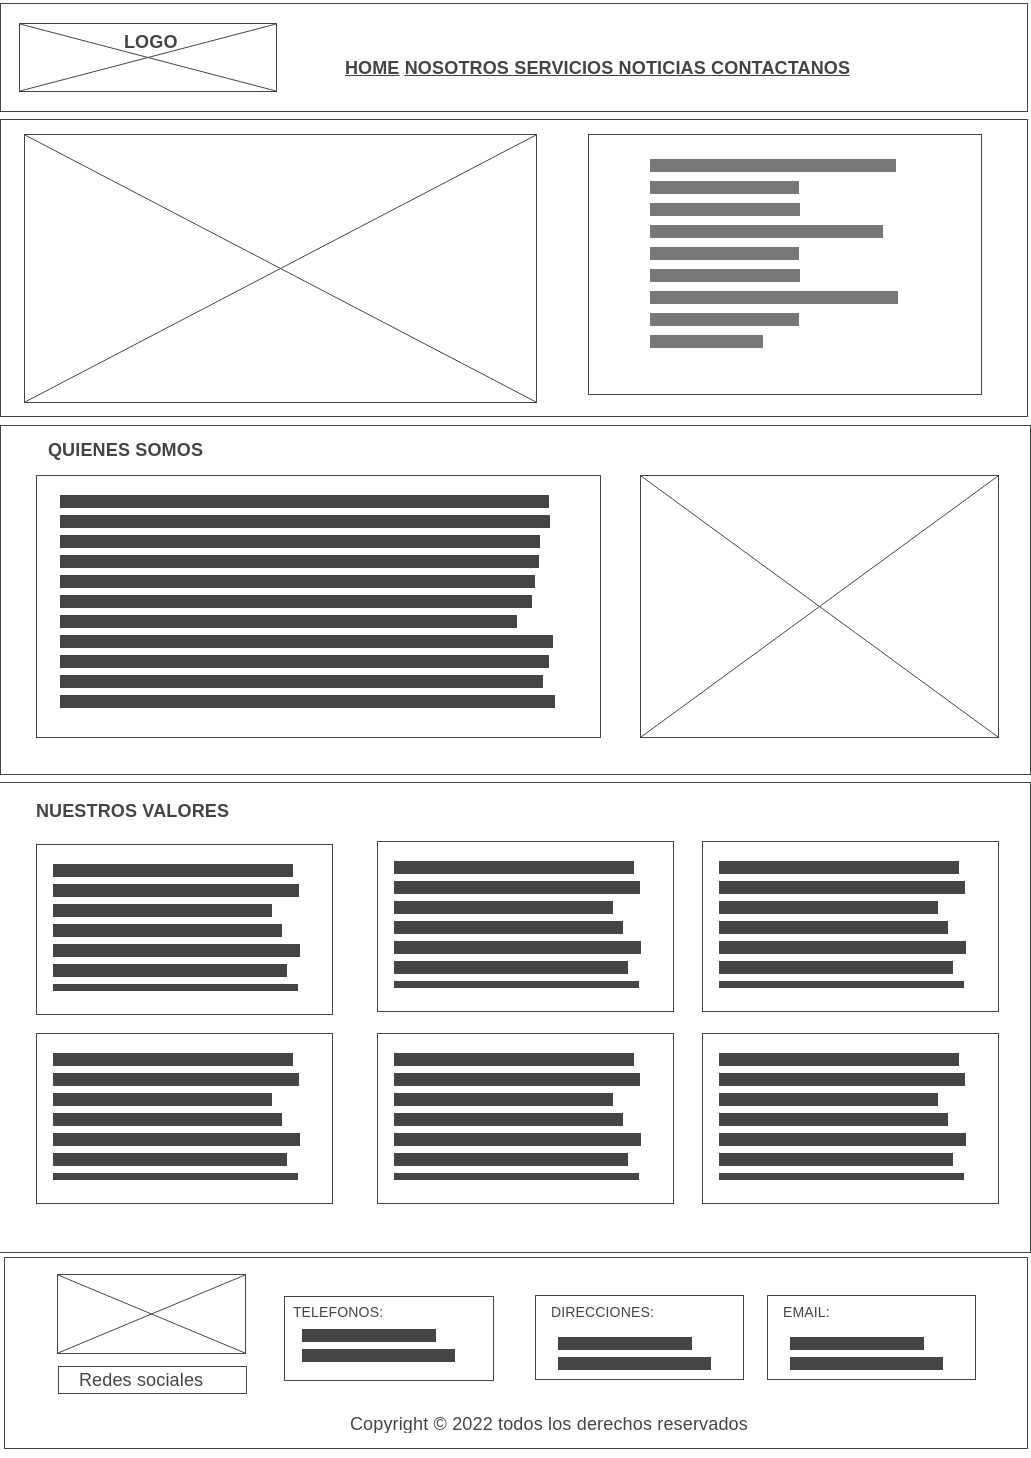 LOGO
HOME NOSOTROS SERVICIOS NOTICIAS CONTACTANOS
QUIENES SOMOS
NUESTROS VALORES
TELEFONOS:
DIRECCIONES:
EMAIL:
Redes sociales
Copyright © 2022 todos los derechos reservados